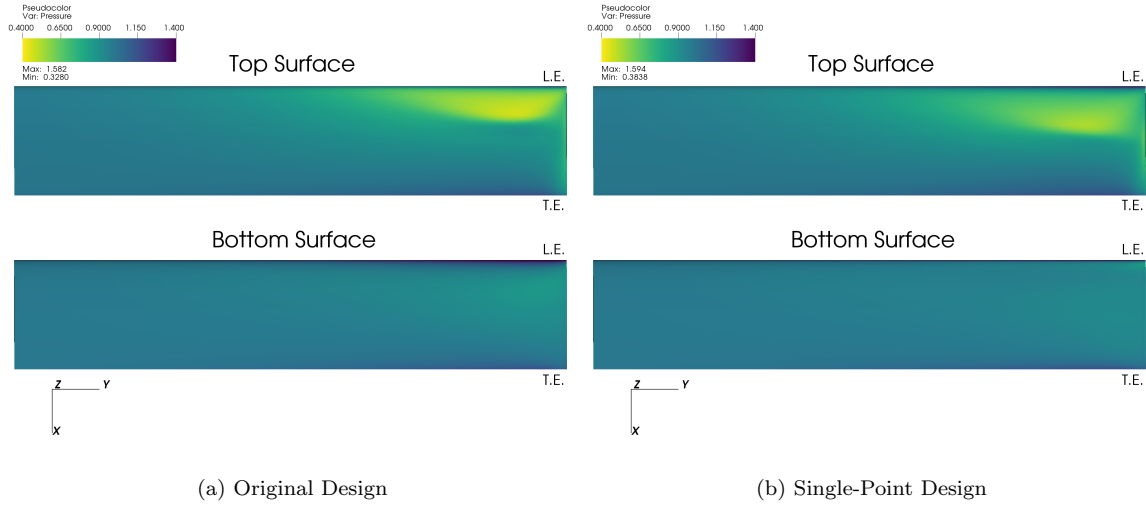 Pseudocolor
Var: Pressure
0.4000 0.6500 0.9000 1.150 1.400
Max: 1.582
Min: 0.3280
Top Surface
L.E.
T.E.
Bottom Surface
L.E.
T.E.
Z Y
X
(a) Original Design
Pseudocolor
Var: Pressure
0.4000 0.6500 0.9000 1.150 1.400
Max: 1.594
Min: 0.3838
Top Surface
L.E.
T.E.
Bottom Surface
L.E.
T.E.
Z Y
X
(b) Single-Point Design